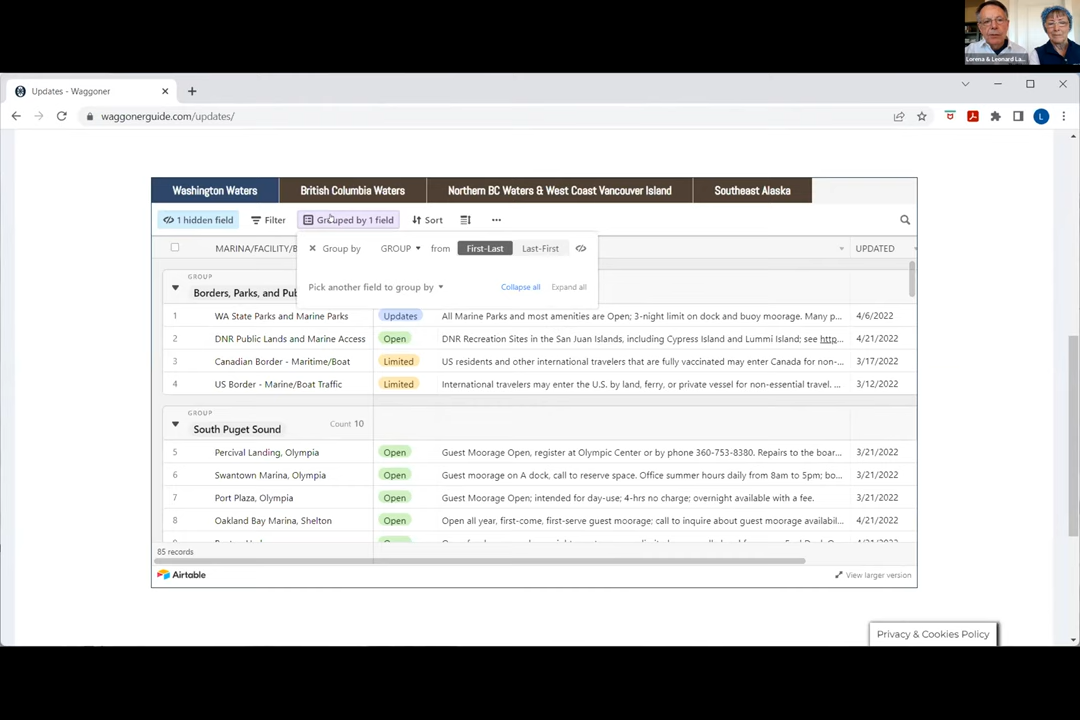 Lorena & Leonard La...
Updates - Waggoner
waggonerguide.com/updates/
L
Washington Waters
British Columbia Waters
Northern BC Waters & West Coast Vancouver Island
Southeast Alaska
1 hidden field
Filter
Grouped by 1 field
Sort
...
MARINA/FACILITY/B
UPDATED
Group by GROUP from First-Last Last-First
Pick another field to group by
Collapse all
Expand all
GROUP
Borders, Parks, and Pub
1 WA State Parks and Marine Parks Updates All Marine Parks and most amenities are Open; 3-night limit on dock and buoy moorage. Many p... 4/6/2022
2 DNR Public Lands and Marine Access Open DNR Recreation Sites in the San Juan Islands, including Cypress Island and Lummi Island; see http... 4/21/2022
3 Canadian Border - Maritime/Boat Limited US residents and other international travelers that are fully vaccinated may enter Canada for non-... 3/17/2022
4 US Border - Marine/Boat Traffic Limited International travelers may enter the U.S. by land, ferry, or private vessel for non-essential travel. ... 3/12/2022
GROUP
South Puget Sound Count 10
5 Percival Landing, Olympia Open Guest Moorage Open, register at Olympic Center or by phone 360-753-8380. Repairs to the boar... 3/21/2022
6 Swantown Marina, Olympia Open Guest moorage on A dock, call to reserve space. Office summer hours daily from 8am to 5pm; bo... 3/21/2022
7 Port Plaza, Olympia Open Guest Moorage Open; intended for day-use; 4-hrs no charge; overnight available with a fee. 3/21/2022
8 Oakland Bay Marina, Shelton Open Open all year, first-come, first-serve guest moorage; call to inquire about guest moorage availabil... 4/21/2022
85 records
Airtable
View larger version
Privacy & Cookies Policy